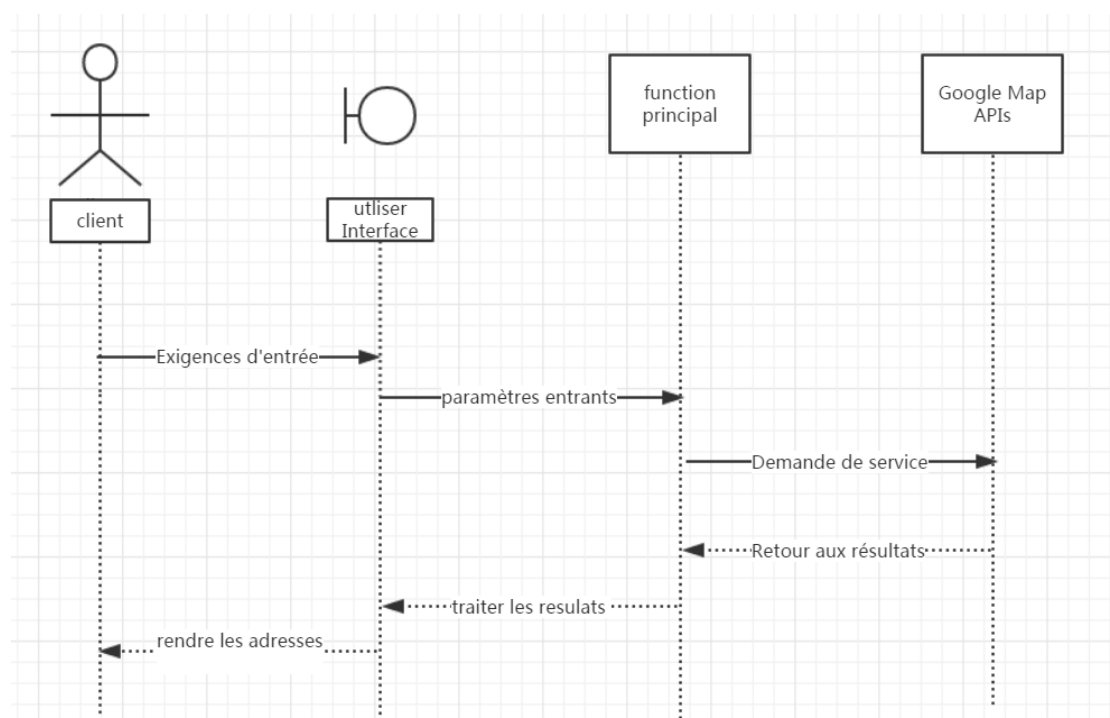 function
principal
Google Map
APIs
client
utliser
Interface
Exigences d'entrée
paramètres entrants
Demande de service
Retour aux résultats
traiter les resulats
rendre les adresses